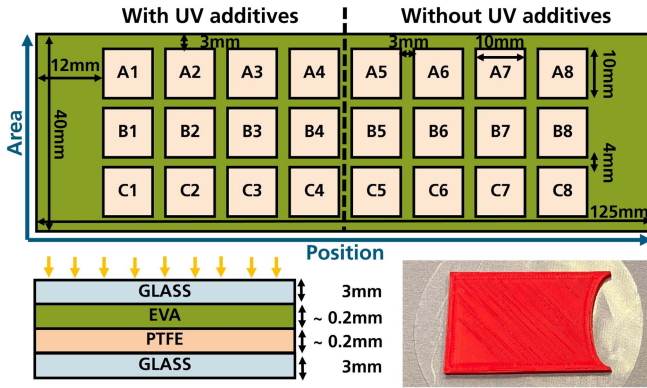 With UV additives Without UV additives
3mm 3mm 10mm
12mm A1 A2 A3 A4 A5 A6 A7 A8 10mm
40mm B1 B2 B3 B4 B5 B6 B7 B8
4mm
C1 C2 C3 C4 C5 C6 C7 C8
125mm
Area
Position
GLASS 3mm
EVA ~ 0.2mm
PTFE ~ 0.2mm
GLASS 3mm